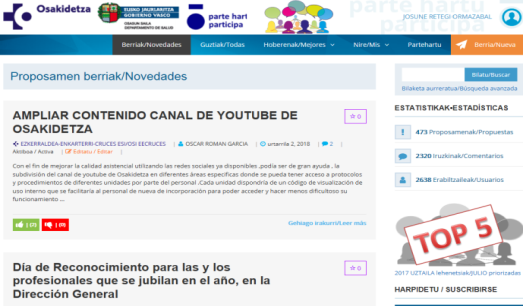 Osakidetza
EUSKO JAURLARITZA
GOBIERNO VASCO
OSASUN SAILA
DEPARTAMENTO DE SALUD
parte hartu
participa
JOSUNE RETEGI ORMAZABAL
Berriak/Novedades
Guztiak/Todas
Hoberenak/Mejores
Nire/Mis
Partehartu
Berria/Nueva
Proposamen berriak/Novedades
AMPLIAR CONTENIDO CANAL DE YOUTUBE DE
OSAKIDETZA
☆ 0
EZKERRALDEA-ENKARTERRI-CRUCES ESI/OSI EECRUCES | OSCAR ROMAN GARCIA | urtarrila 2, 2018 | 2 |
Aktiboa / Activa | Editatu / Editar |
Con el fin de mejorar la calidad asistencial utilizando las redes sociales ya disponibles ,podía ser de gran ayuda , la
subdivisión del canal de youtube de Osakidetza en diferentes áreas específicas donde se pueda tener acceso a protocolos
y procedimientos de diferentes unidades por parte del personal .Cada unidad dispondría de un código de visualización de
uso interno que se facilitaría al personal de nueva de incorporación para poder acceder y hacer menos dificultoso su
funcionamiento ...
(1)
(0)
Gehiago irakurri/Leer más
Día de Reconocimiento para las y los
profesionales que se jubilan en el año, en la
Dirección General
☆ 0
Bilatu/Buscar
Bilaketa aurreratua/Búsqueda avanzada
ESTATISTIKAK-ESTADÍSTICAS
473 Proposamenak/Propuestas
2320 Iruzkinak/Comentarios
2638 Erabiltzaileak/Usuarios
TOP 5
2017 UZTAILA lehenetsiak/JULIO priorizadas
HARPIDETU / SUSCRIBIRSE